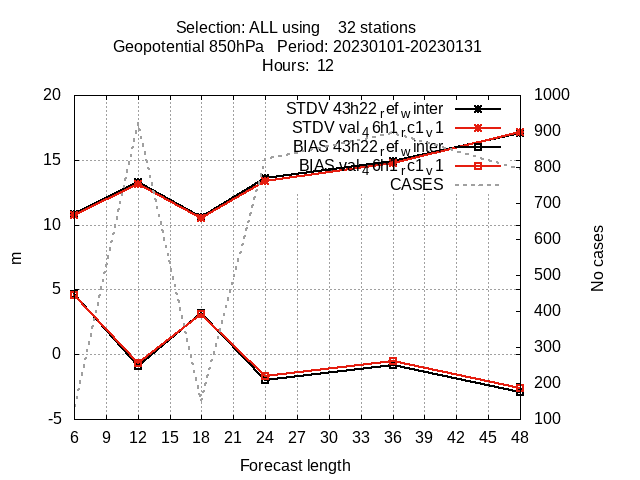 Selection: ALL using    32 stations
Geopotential 850hPa   Period: 20230101-20230131
Hours:  12
STDV 43h22_ref_winter
STDV val_46h1_rc1_v1
BIAS 43h22_ref_winter
BIAS val_46h1_rc1_v1
CASES
20
15
10
5
0
-5
m
1000
900
800
700
600
500
400
300
200
100
No cases
6 9 12 15 18 21 24 27 30 33 36 39 42 45 48
Forecast length